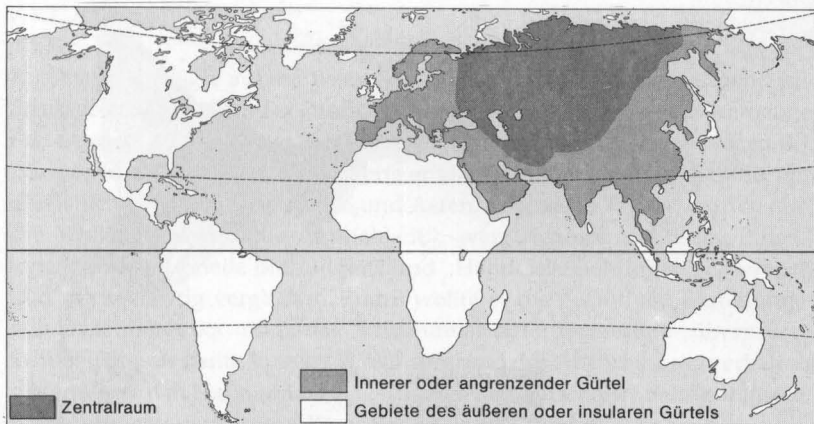 Innerer oder angrenzender Gürtel
Zentralraum
Gebiete des äußeren oder insularen Gürtels